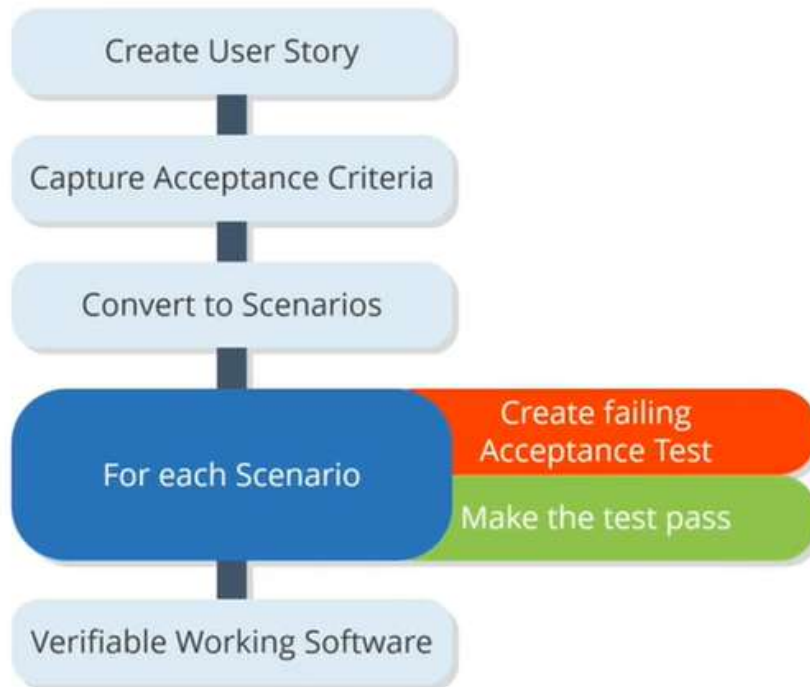 Create User Story
Capture Acceptance Criteria
Convert to Scenarios
For each Scenario
Create failing
Acceptance Test
Make the test pass
Verifiable Working Software